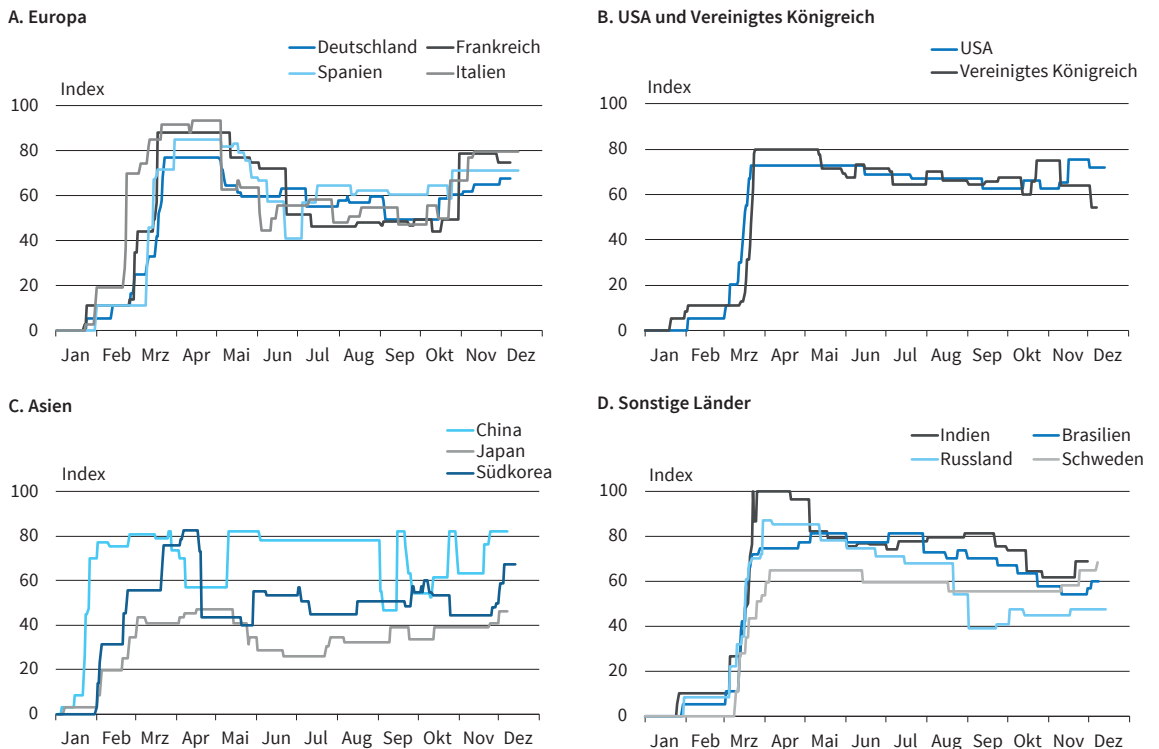 A. Europa
Deutschland Frankreich
Spanien Italien
Index
100
80
60
40
20
0
Jan Feb Mrz Apr Mai Jun Jul Aug Sep Okt Nov Dez
B. USA und Vereinigtes Königreich
USA
Vereinigtes Königreich
Index
100
80
60
40
20
0
Jan Feb Mrz Apr Mai Jun Jul Aug Sep Okt Nov Dez
C. Asien
China
Japan
Südkorea
Index
100
80
60
40
20
0
Jan Feb Mrz Apr Mai Jun Jul Aug Sep Okt Nov Dez
D. Sonstige Länder
Indien Brasilien
Russland Schweden
Index
100
80
60
40
20
0
Jan Feb Mrz Apr Mai Jun Jul Aug Sep Okt Nov Dez